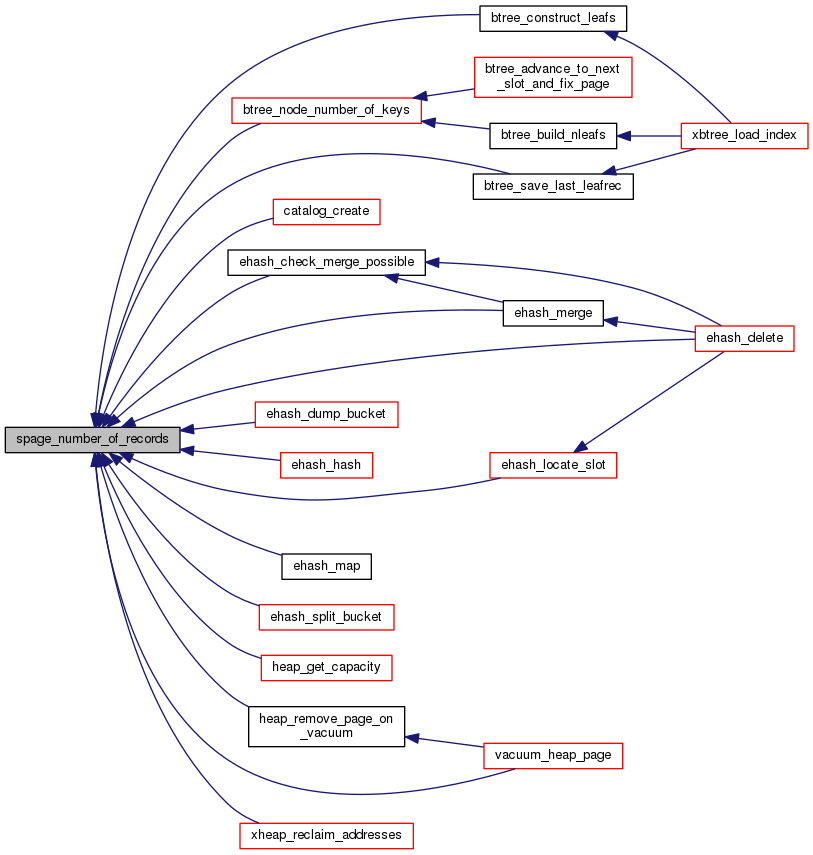 btree_construct_leafs
btree_advance_to_next
_slot_and_fix_page
btree_node_number_of_keys
btree_build_nleafs
xbtree_load_index
btree_save_last_leafrec
catalog_create
ehash_check_merge_possible
ehash_merge
ehash_delete
ehash_dump_bucket
spage_number_of_records
ehash_hash
ehash_locate_slot
ehash_map
ehash_split_bucket
heap_get_capacity
heap_remove_page_on
_vacuum
vacuum_heap_page
xheap_reclaim_addresses